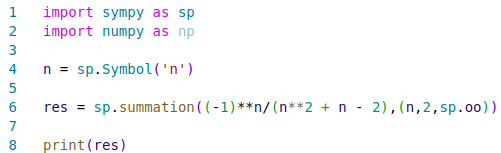 1 import sympy as sp
2 import numpy as np
3
4 n = sp.Symbol('n')
5
6 res = sp.summation((-1)**n/(n**2 + n - 2),(n,2,sp.oo))
7
8 print(res)